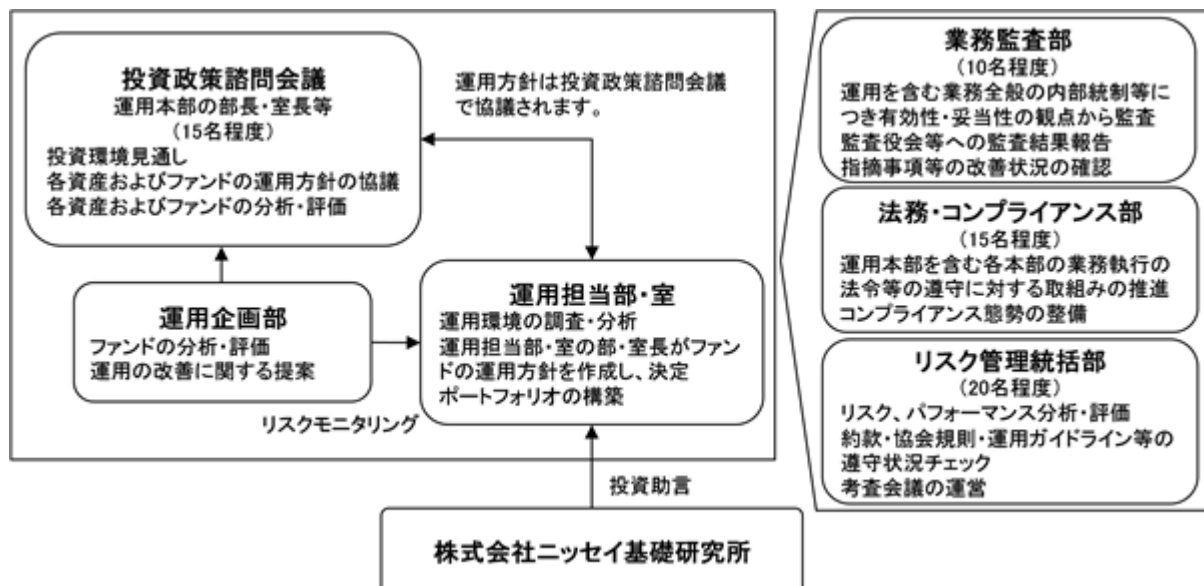 投資政策諮問会議
運用本部の部長・室長等
（15名程度）
投資環境見通し
各資産およびファンドの運用方針の協議
各資産およびファンドの分析・評価
運用方針は投資政策諮問会議
で協議されます。
運用企画部
ファンドの分析・評価
運用の改善に関する提案
リスクモニタリング
運用担当部・室
運用環境の調査・分析
運用担当部・室の部・室長がファン
ドの運用方針を作成し、決定
ポートフォリオの構築
投資助言
株式会社ニッセイ基礎研究所
業務監査部
（10名程度）
運用を含む業務全般の内部統制等に
つき有効性・妥当性の観点から監査
監査役会等への監査結果報告
指摘事項等の改善状況の確認
法務・コンプライアンス部
（15名程度）
運用本部を含む各本部の業務執行の
法令等の遵守に対する取組みの推進
コンプライアンス態勢の整備
リスク管理統括部
（20名程度）
リスク、パフォーマンス分析・評価
約款・協会規則・運用ガイドライン等の
遵守状況チェック
考査会議の運営